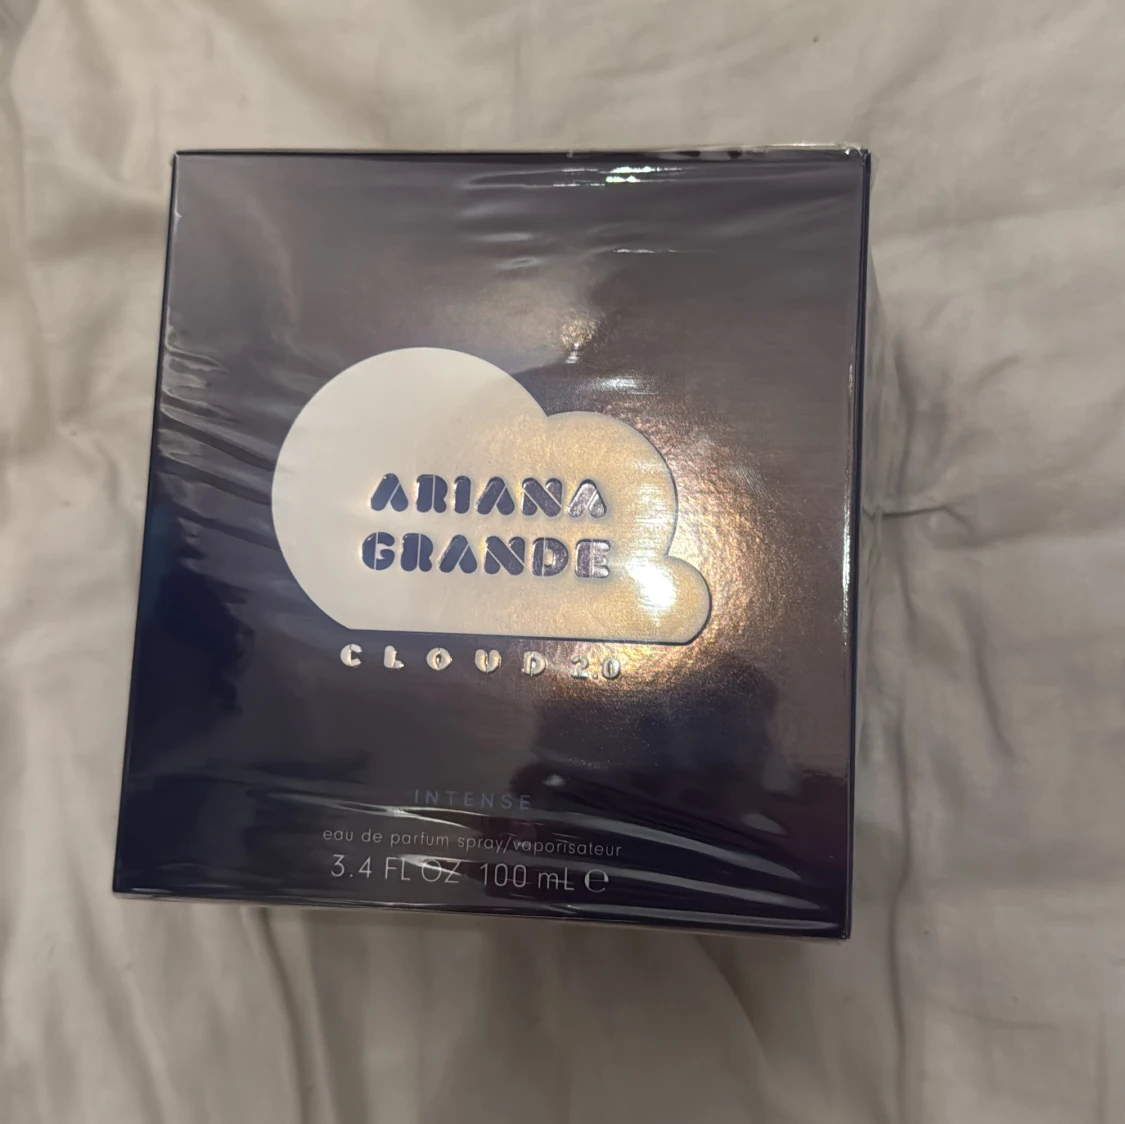 ARIANA
GRANDE
CLOUD 2.0
INTENSE
eau de parfum spray/vaporisateur
3.4 FL OZ 100 mL ℮